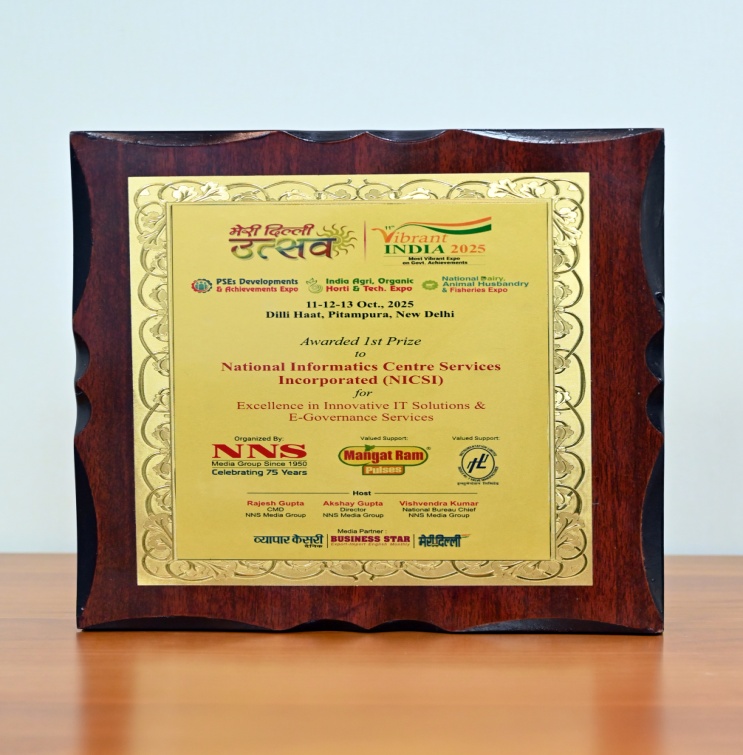 मेरी दिल्ली
उत्सव
11th
Vibrant
INDIA 2025
Most Vibrant Expo
on Govt. Achievements
PSEs Developments
& Achievements Expo
India Agri, Organic
Horti & Tech. Expo
National Dairy,
Animal Husbandry
& Fisheries Expo
11-12-13 Oct., 2025
Dilli Haat, Pitampura, New Delhi
Awarded 1st Prize
to
National Informatics Centre Services
Incorporated (NICSI)
for
Excellence in Innovative IT Solutions &
E-Governance Services
Organized By:
NNS
Media Group Since 1950
Celebrating 75 Years
Valued Support:
Mangat Ram
Pulses
Valued Support:
Host
Rajesh Gupta
CMD
NNS Media Group
Akshay Gupta
Director
NNS Media Group
Vishvendra Kumar
National Bureau Chief
NNS Media Group
Media Partner :
व्यापार केसरी
दैनिक
BUSINESS STAR
मेरी दिल्ली